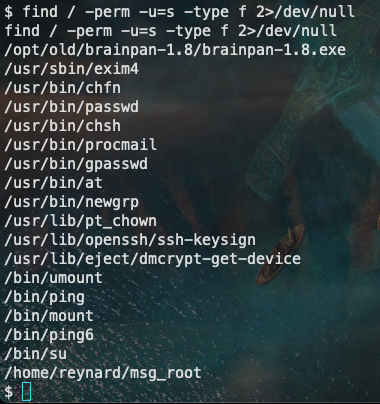 $ find / -perm -u=s -type f 2>/dev/null
find / -perm -u=s -type f 2>/dev/null
/opt/old/brainpan-1.8/brainpan-1.8.exe
/usr/sbin/exim4
/usr/bin/chfn
/usr/bin/passwd
/usr/bin/chsh
/usr/bin/procmail
/usr/bin/gpasswd
/usr/bin/at
/usr/bin/newgrp
/usr/lib/pt_chown
/usr/lib/openssh/ssh-keysign
/usr/lib/eject/dmcrypt-get-device
/bin/umount
/bin/ping
/bin/mount
/bin/ping6
/bin/su
/home/reynard/msg_root
$